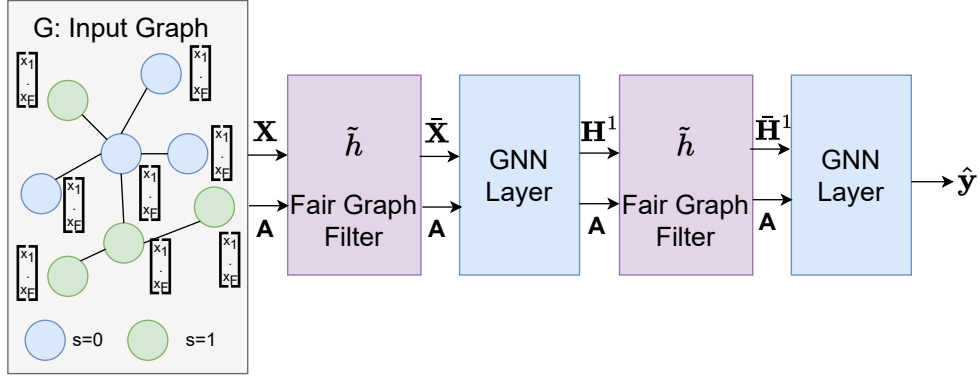 G: Input Graph
x1
.
xF
x1
.
xF
x1
.
xF
x1
.
xF
x1
.
xF
x1
.
xF
x1
.
xF
x1
.
xF
s=0
s=1
X
A
h̃
Fair Graph
Filter
X̄
A
GNN
Layer
H¹
A
h̃
Fair Graph
Filter
H̄¹
A
GNN
Layer
ŷ